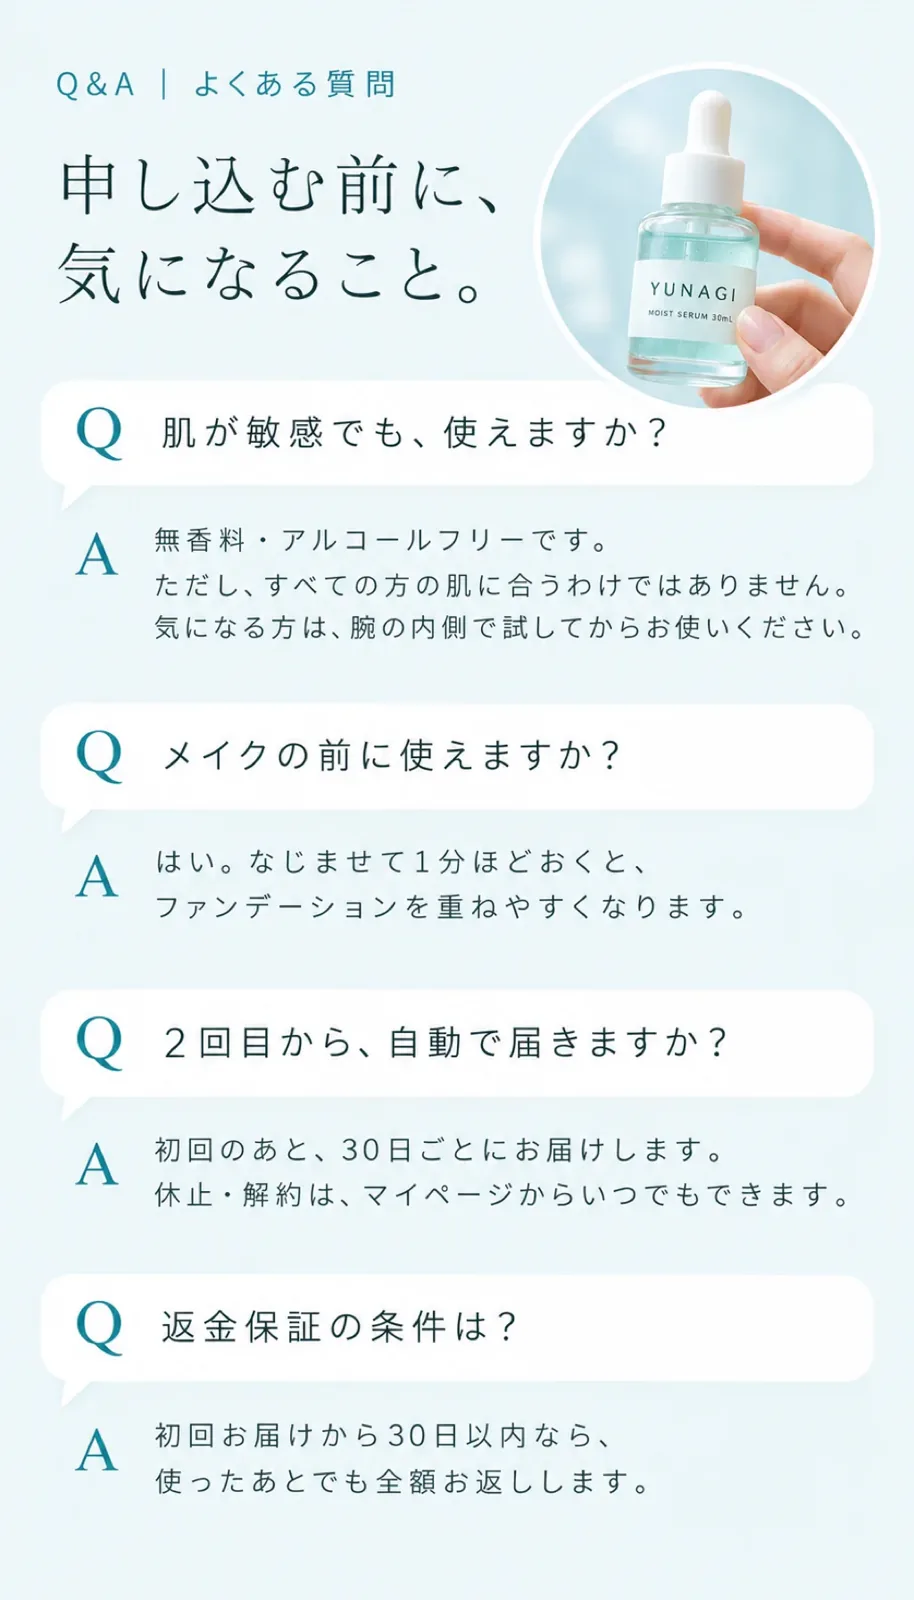 Q&A｜よくある質問
申し込む前に、
気になること。
YUNAGI
MOIST SERUM 30mL
Q 肌が敏感でも、使えますか？
A 無香料・アルコールフリーです。
ただし、すべての方の肌に合うわけではありません。
気になる方は、腕の内側で試してからお使いください。
Q メイクの前に使えますか？
A はい。なじませて1分ほどおくと、
ファンデーションを重ねやすくなります。
Q 2回目から、自動で届きますか？
A 初回のあと、30日ごとにお届けします。
休止・解約は、マイページからいつでもできます。
Q 返金保証の条件は？
A 初回お届けから30日以内なら、
使ったあとでも全額お返しします。